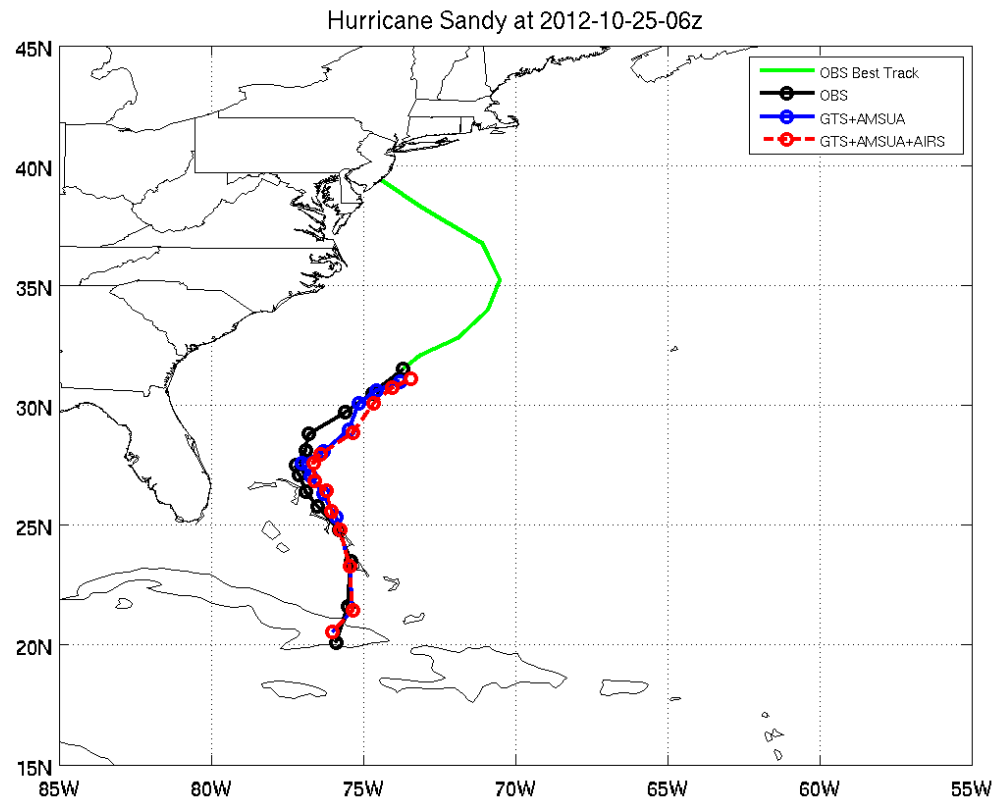 Hurricane Sandy at 2012-10-25-06z
45N
OBS Best Track
OBS
GTS+AMSUA
GTS+AMSUA+AIRS
40N
35N
30N
25N
20N
15N
85W 80W 75W 70W 65W 60W 55W